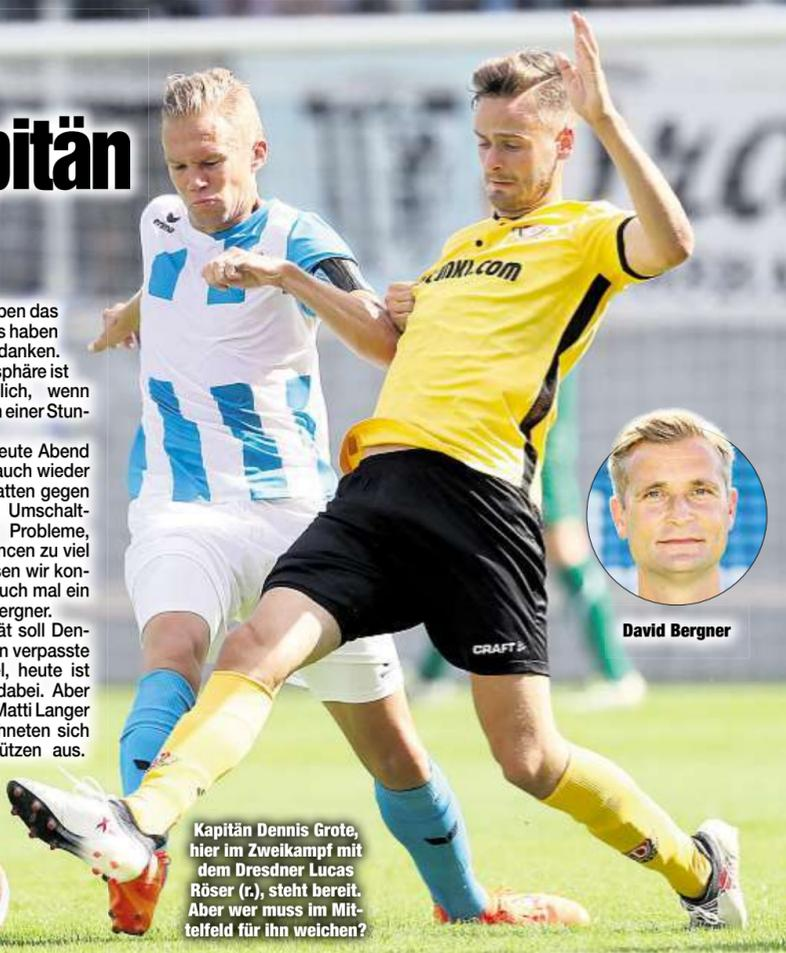 pitän
ben das
s haben
danken.
sphäre ist
lich, wenn
einer Stun-
eute Abend
auch wieder
atten gegen
Umschalt-
Probleme,
ncen zu viel
sen wir kon-
uch mal ein
ergner.
ät soll Den-
n verpasste
l, heute ist
dabei. Aber
Matti Langer
nneten sich
ützen aus.
erima
.com
CRAFT
David Bergner
Kapitän Dennis Grote,
hier im Zweikampf mit
dem Dresdner Lucas
Röser (r.), steht bereit.
Aber wer muss im Mit-
telfeld für ihn weichen?